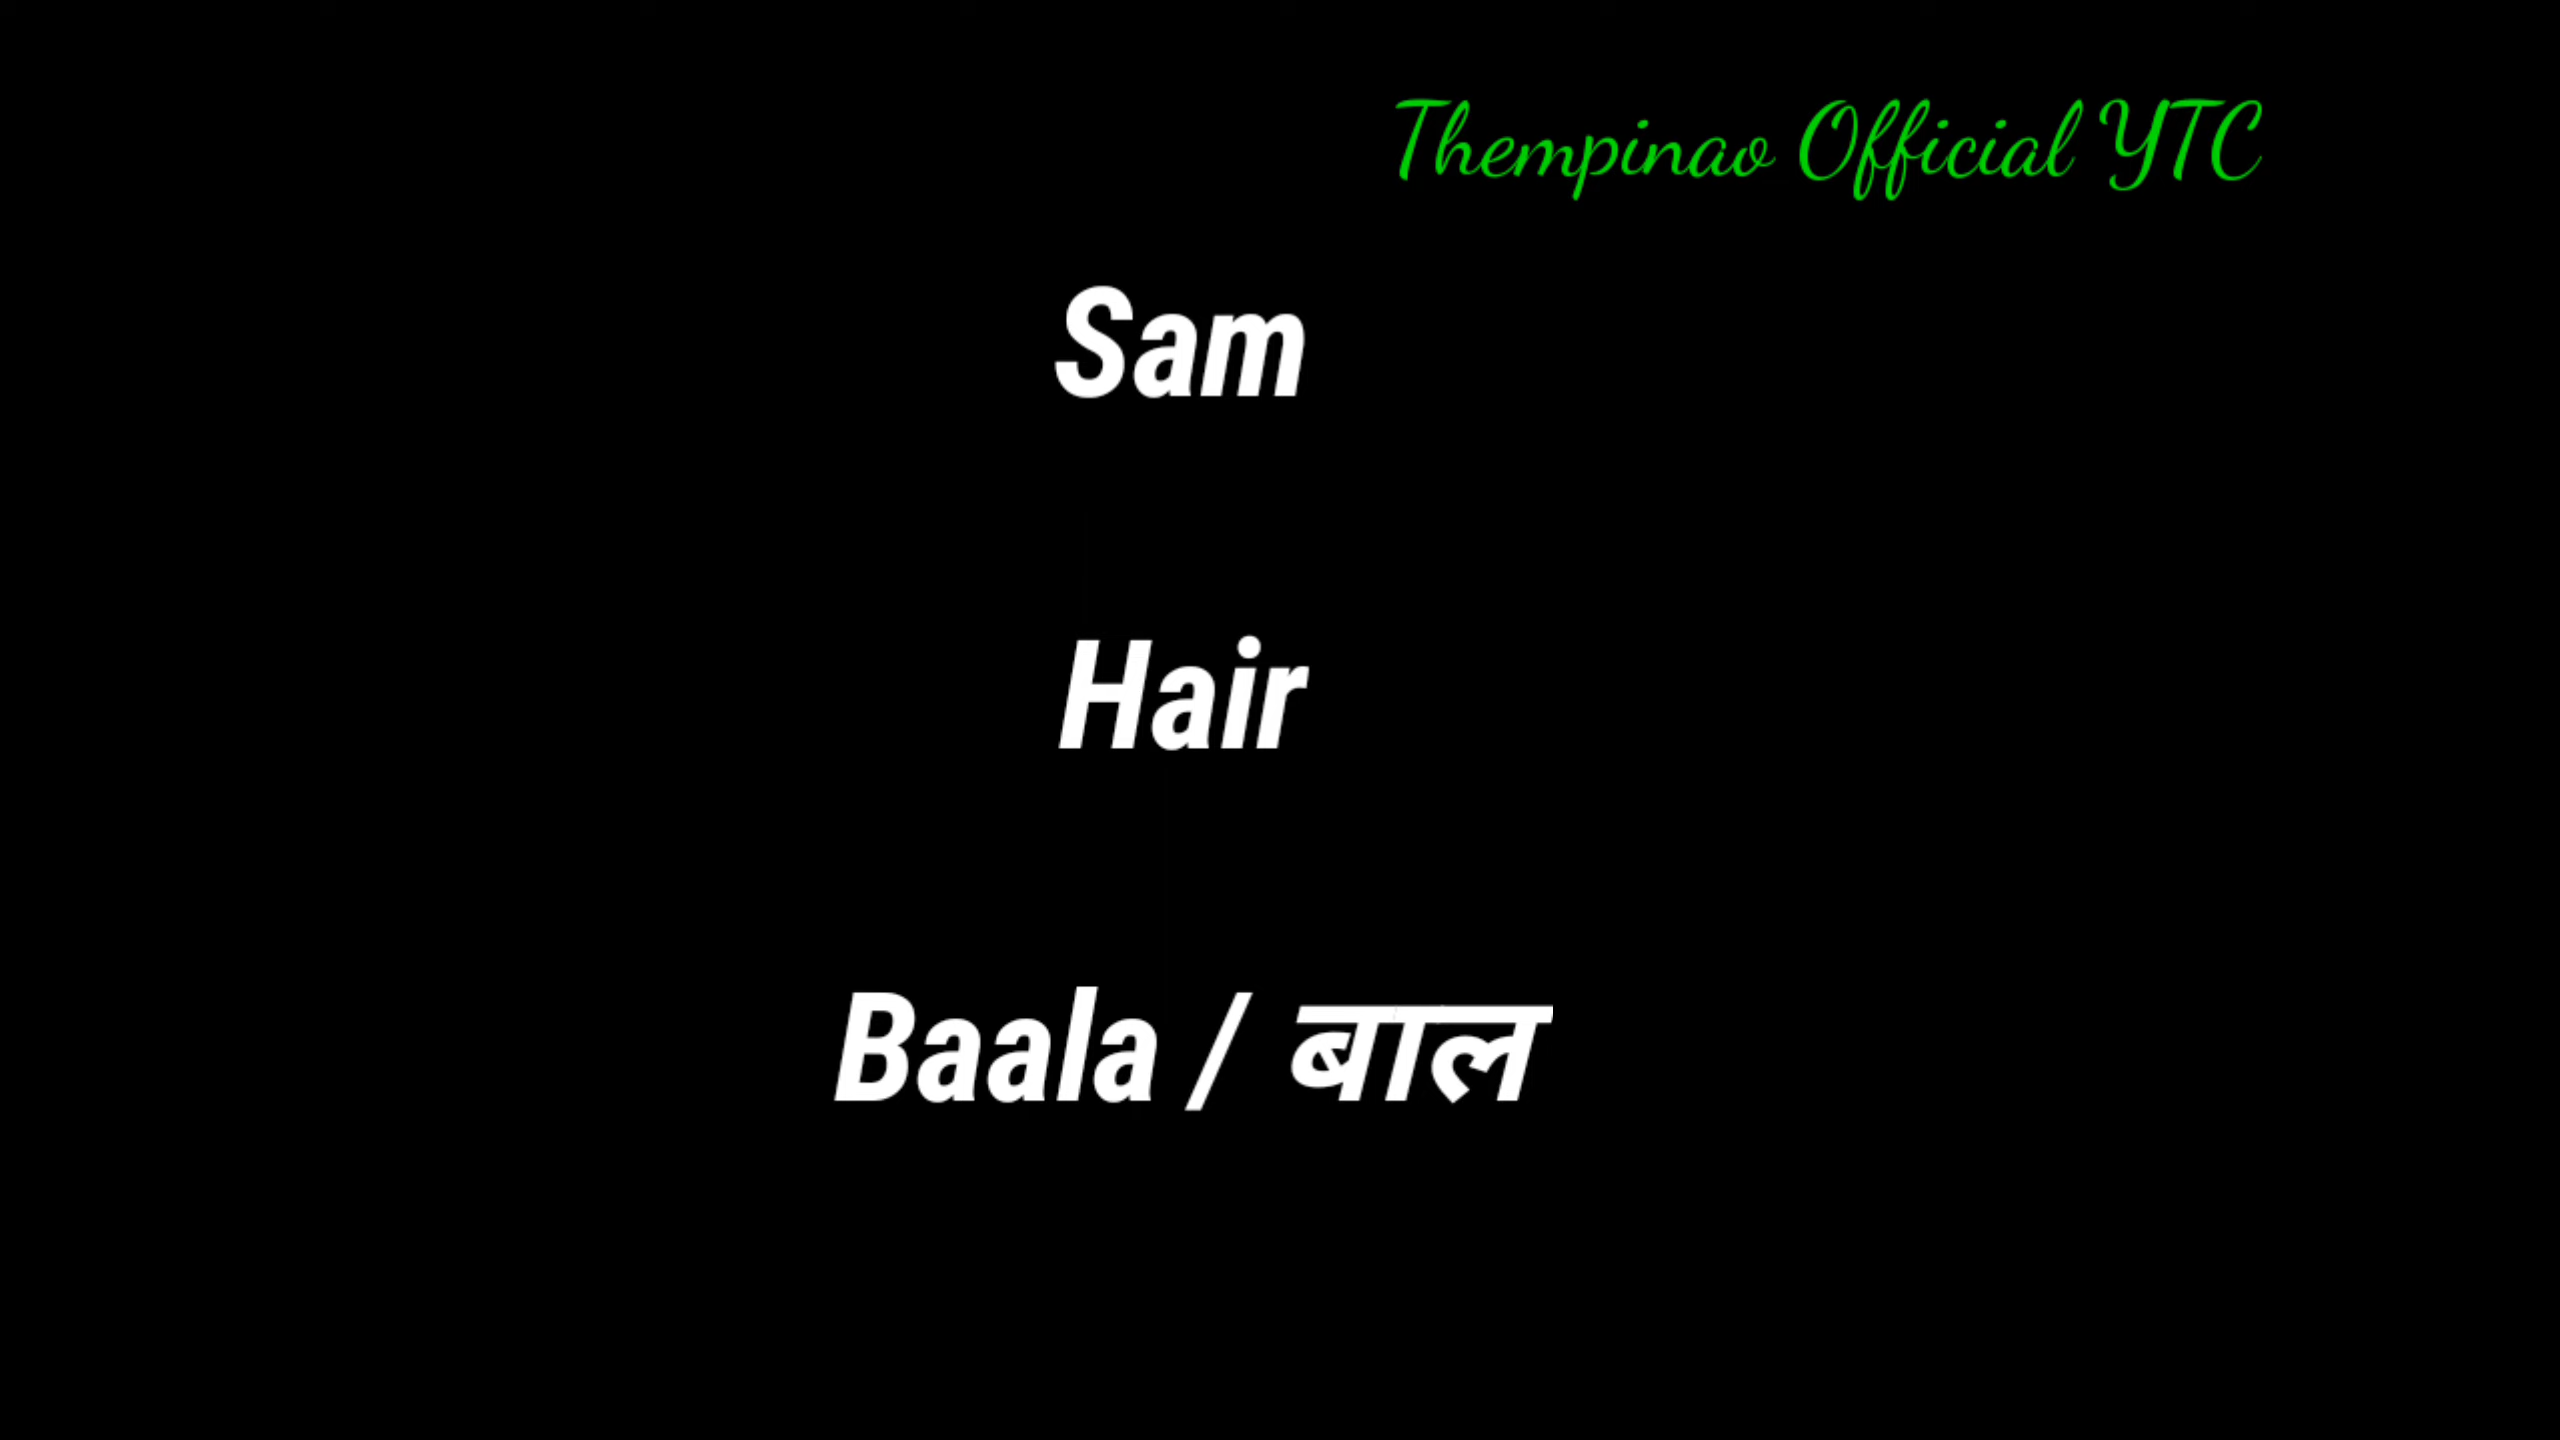 Thempinao Official YTC
Sam
Hair
Baala / बाल